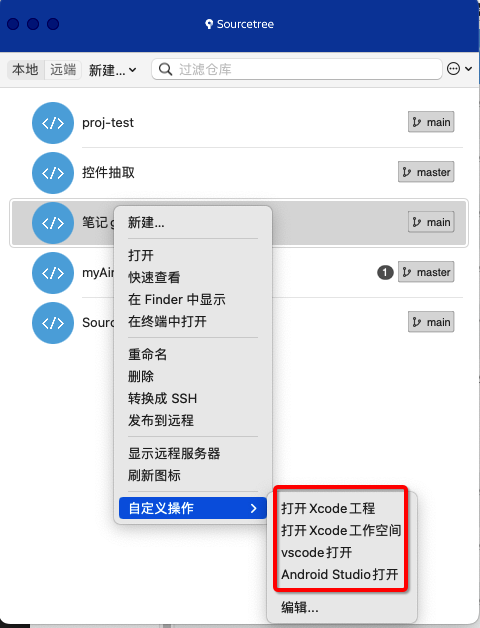 Sourcetree
本地 远端 新建... 过滤仓库
proj-test main
控件抽取 master
笔记 main
myAir 1 master
Sour main
新建...
打开
快速查看
在 Finder 中显示
在终端中打开
重命名
删除
转换成 SSH
发布到远程
显示远程服务器
刷新图标
自定义操作
打开Xcode工程
打开Xcode工作空间
vscode打开
Android Studio打开
编辑...